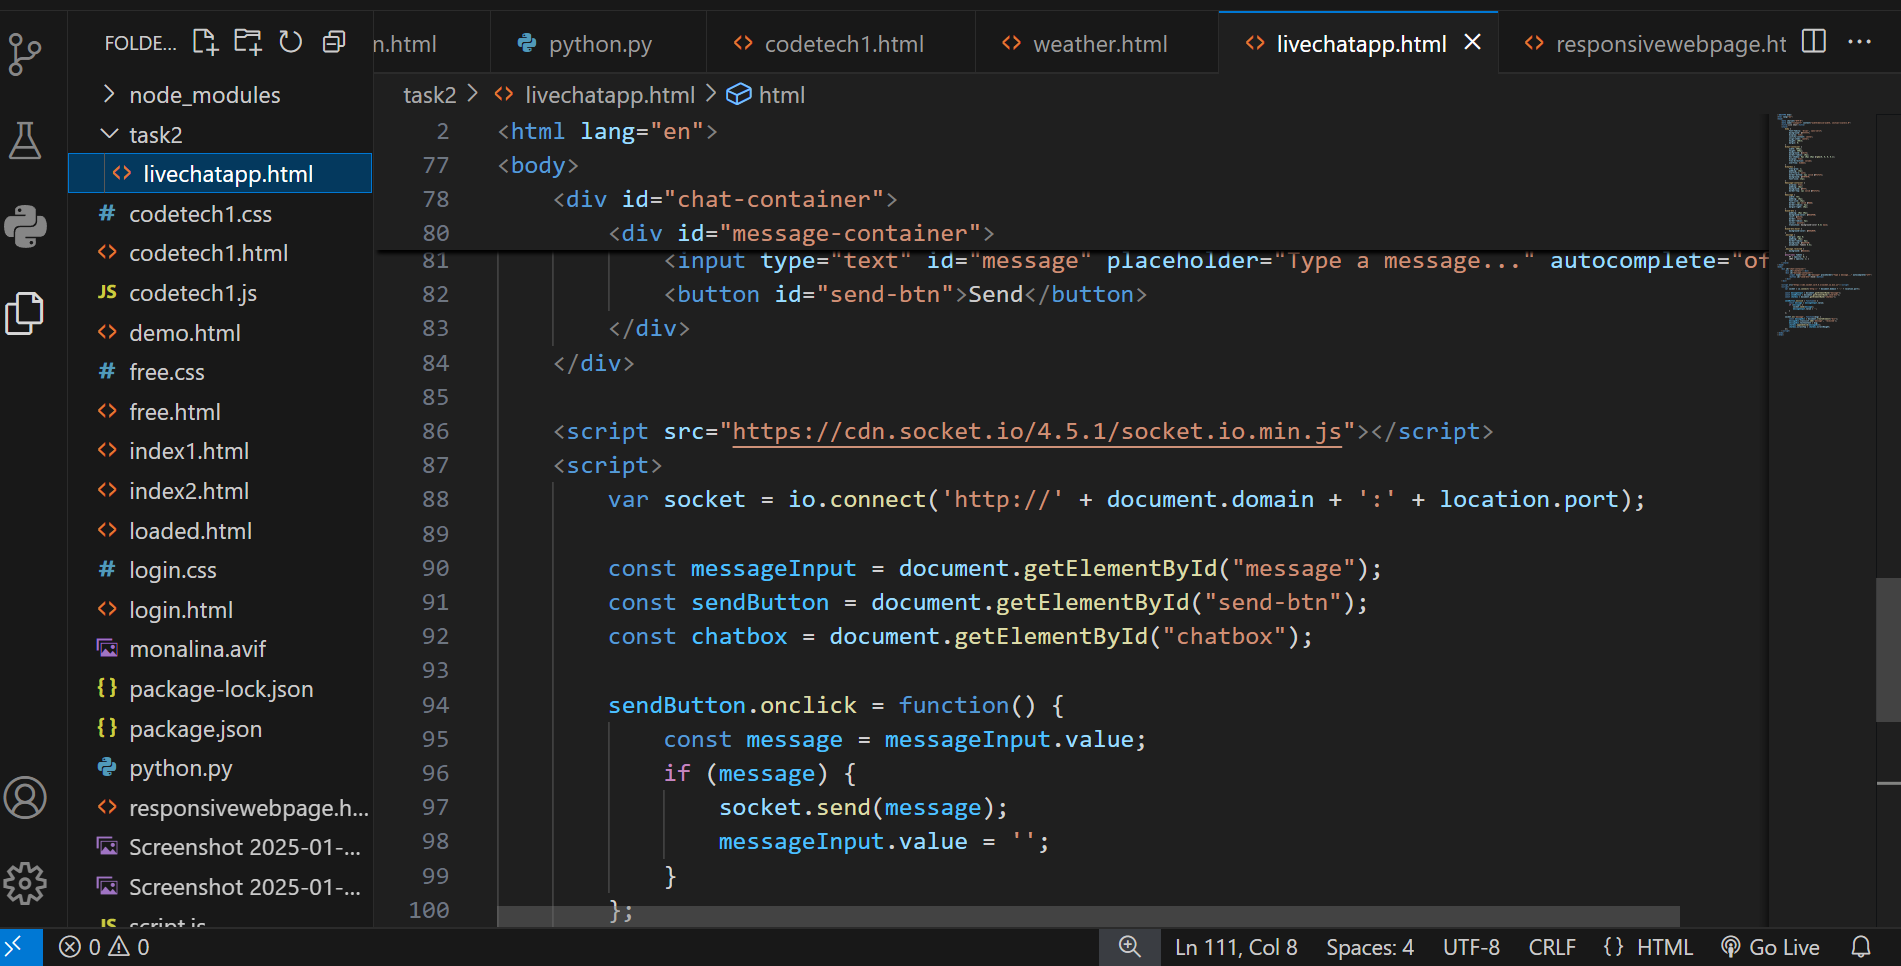 FOLDE...
n.html
python.py
codetech1.html
weather.html
livechatapp.html
responsivewebpage.ht
node_modules
task2
livechatapp.html
codetech1.css
codetech1.html
codetech1.js
demo.html
free.css
free.html
index1.html
index2.html
loaded.html
login.css
login.html
monalina.avif
package-lock.json
package.json
python.py
responsivewebpage.h...
Screenshot 2025-01-...
Screenshot 2025-01-...
script.js
task2 > livechatapp.html > html
2 <html lang="en">
77 <body>
78 <div id="chat-container">
80 <div id="message-container">
81 <input type="text" id="message" placeholder="Type a message..." autocomplete="of
82 <button id="send-btn">Send</button>
83 </div>
84 </div>
85
86 <script src="https://cdn.socket.io/4.5.1/socket.io.min.js"></script>
87 <script>
88 var socket = io.connect('http://' + document.domain + ':' + location.port);
89
90 const messageInput = document.getElementById("message");
91 const sendButton = document.getElementById("send-btn");
92 const chatbox = document.getElementById("chatbox");
93
94 sendButton.onclick = function() {
95 const message = messageInput.value;
96 if (message) {
97 socket.send(message);
98 messageInput.value = '';
99 }
100 };
0 0
Ln 111, Col 8
Spaces: 4
UTF-8
CRLF
{} HTML
Go Live